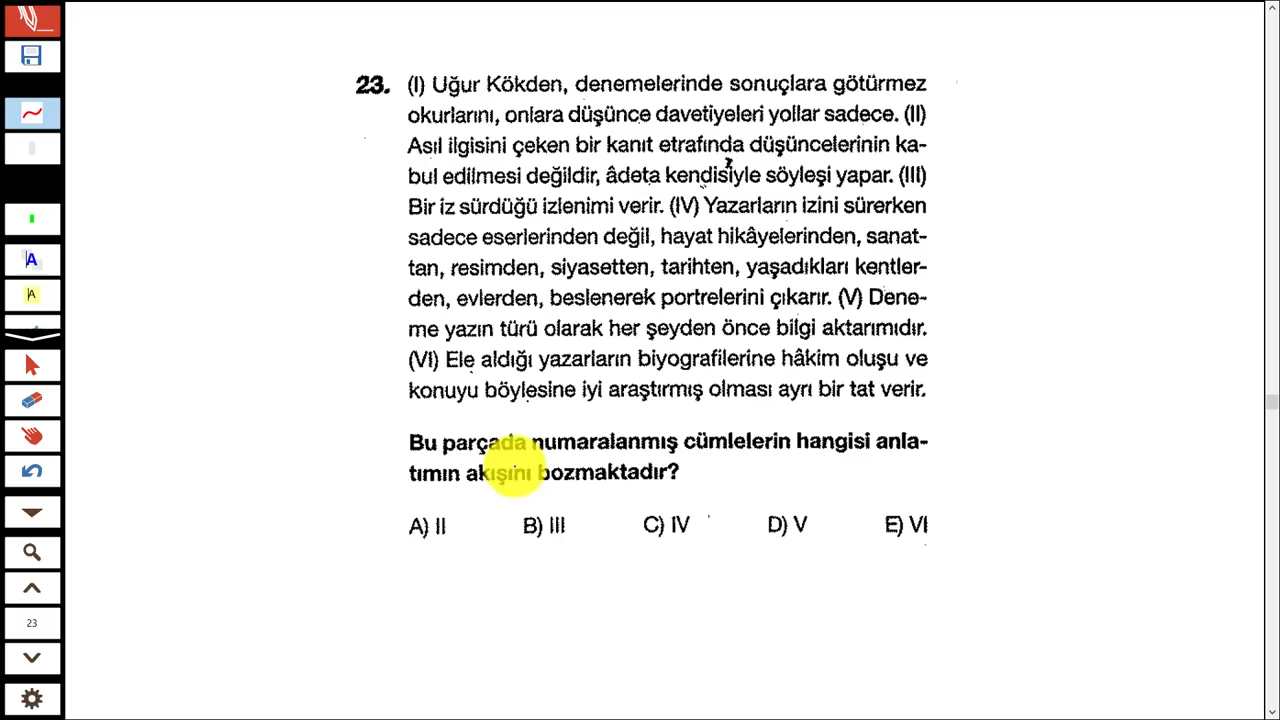 23. (I) Uğur Kökden, denemelerinde sonuçlara götürmez
okurlarını, onlara düşünce davetiyeleri yollar sadece. (II)
Asıl ilgisini çeken bir kanıt etrafında düşüncelerinin ka-
bul edilmesi değildir, âdeta kendisiyle söyleşi yapar. (III)
Bir iz sürdüğü izlenimi verir. (IV) Yazarların izini sürerken
sadece eserlerinden değil, hayat hikâyelerinden, sanat-
tan, resimden, siyasetten, tarihten, yaşadıkları kentler-
den, evlerden, beslenerek portrelerini çıkarır. (V) Dene-
me yazın türü olarak her şeyden önce bilgi aktarımıdır.
(VI) Ele aldığı yazarların biyografilerine hâkim oluşu ve
konuyu böylesine iyi araştırmış olması ayrı bir tat verir.
Bu parçada numaralanmış cümlelerin hangisi anla-
tımın akışını bozmaktadır?
A) II B) III C) IV D) V E) VI
A
A
23